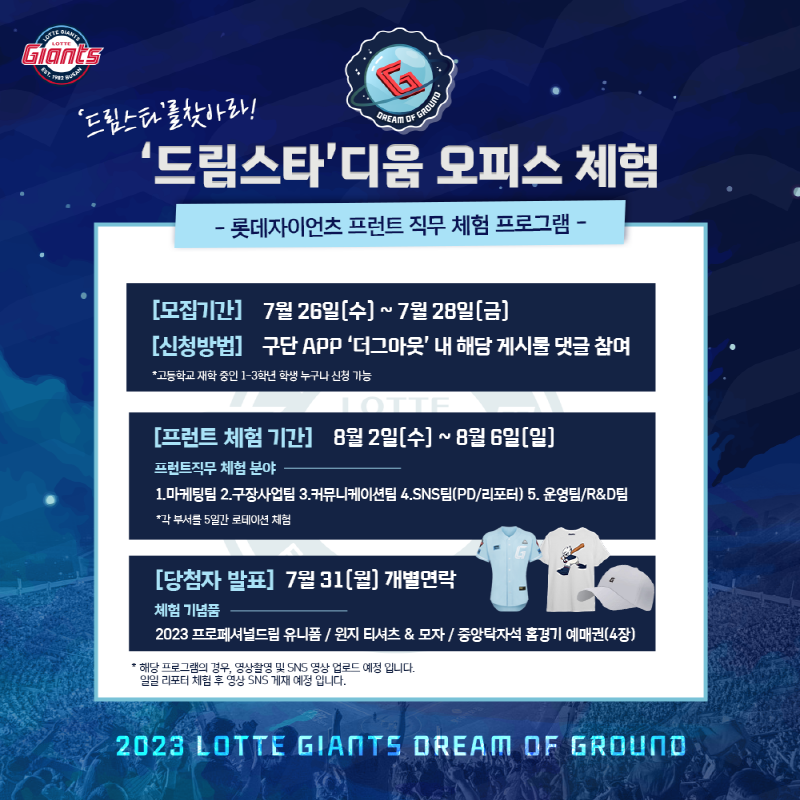 LOTTE GIANTS
LOTTE
Giants
EST. 1982 BUSAN
G
DREAM OF GROUND
'드림스타'를찾아라!
'드림스타'디움 오피스 체험
- 롯데자이언츠 프런트 직무 체험 프로그램 -
[모집기간] 7월 26일(수) ~ 7월 28일(금)
[신청방법] 구단 APP '더그아웃' 내 해당 게시물 댓글 참여
*고등학교 재학 중인 1-3학년 학생 누구나 신청 가능
LOTTE
[프런트 체험 기간] 8월 2일(수) ~ 8월 6일(일)
프런트직무 체험 분야
1.마케팅팀 2.구장사업팀 3.커뮤니케이션팀 4.SNS팀(PD/리포터) 5. 운영팀/R&D팀
*각 부서를 5일간 로테이션 체험
[당첨자 발표] 7월 31(월) 개별연락
체험 기념품
2023 프로페셔널드림 유니폼 / 윈지 티셔츠 & 모자 / 중앙탁자석 홈경기 예매권(4장)
* 해당 프로그램의 경우, 영상촬영 및 SNS 영상 업로드 예정 입니다.
일일 리포터 체험 후 영상 SNS 게재 예정 입니다.
2023 LOTTE GIANTS DREAM OF GROUND